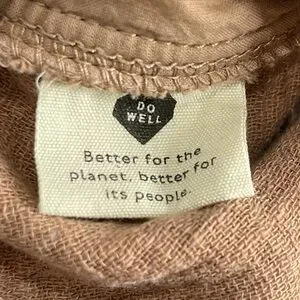 DO
WELL
Better for the
planet, better for
its people.